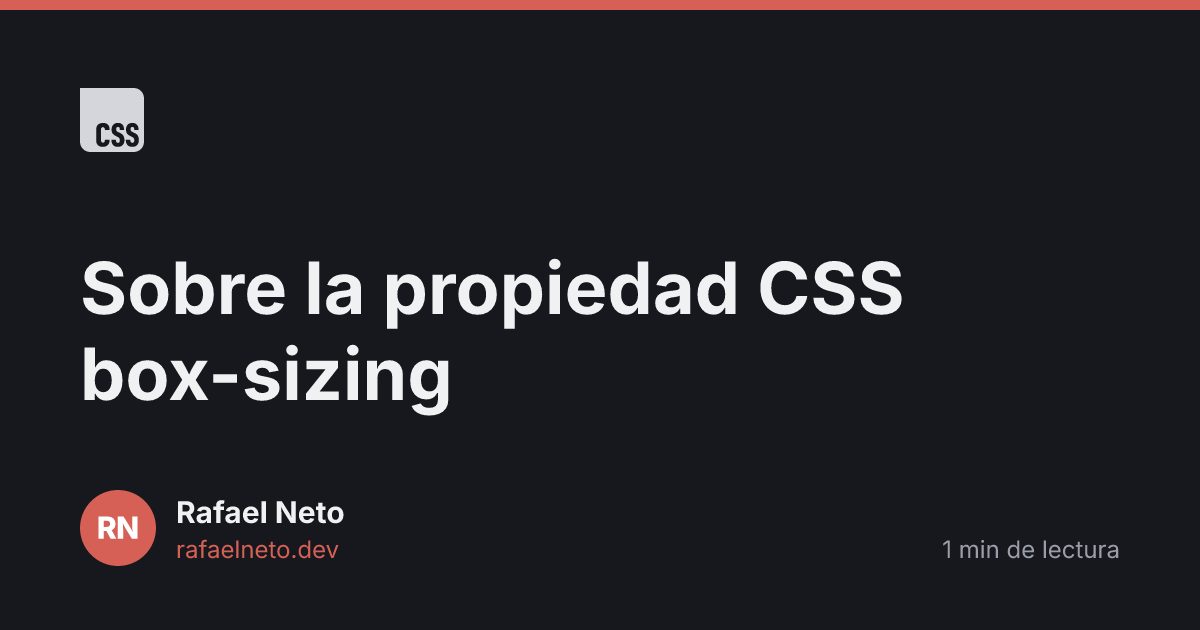 CSS
Sobre la propiedad CSS
box-sizing
RN
Rafael Neto
rafaelneto.dev
1 min de lectura